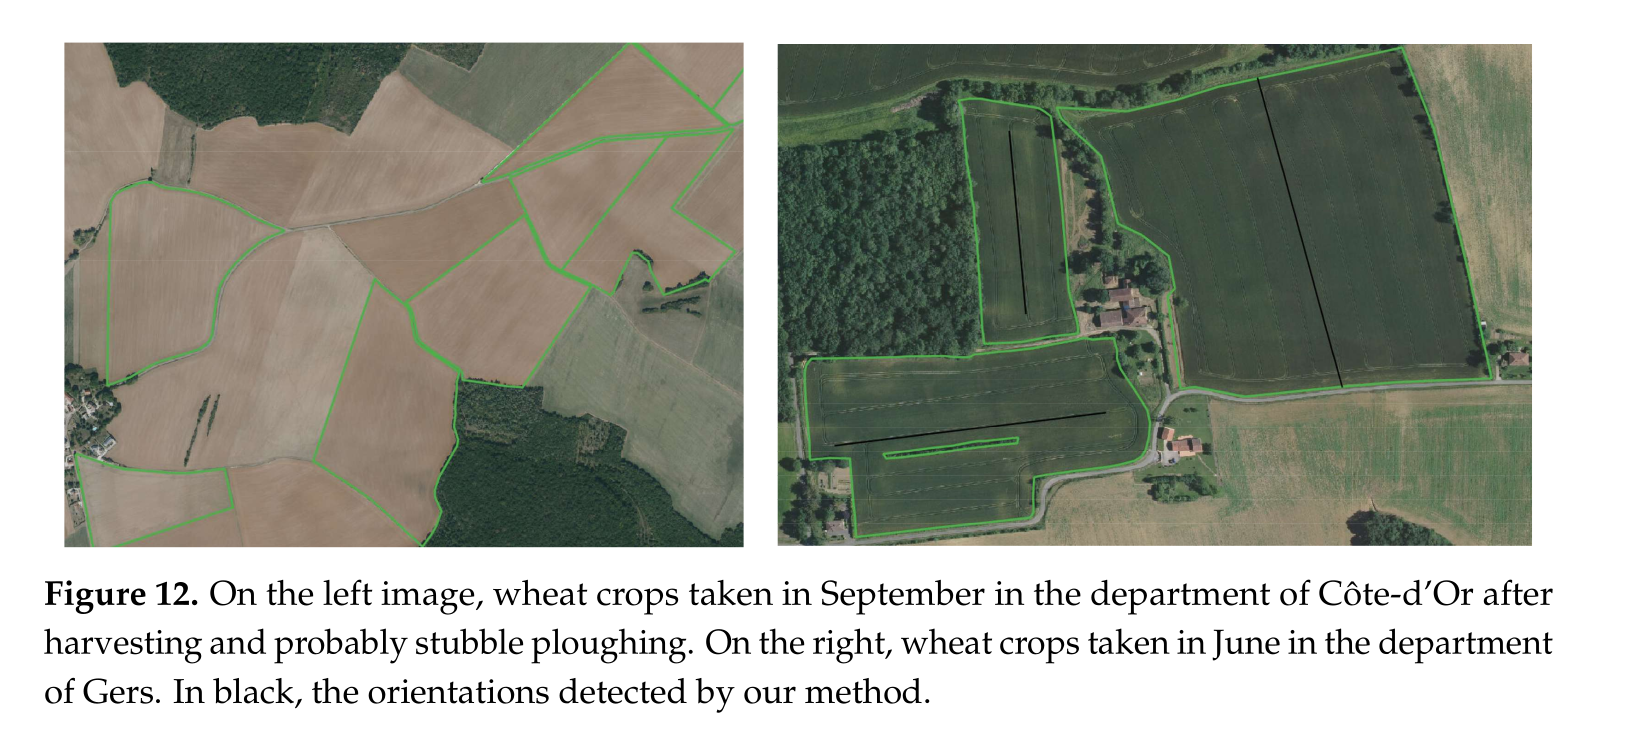 Figure 12. On the left image, wheat crops taken in September in the department of Côte-d’Or after
harvesting and probably stubble ploughing. On the right, wheat crops taken in June in the department
of Gers. In black, the orientations detected by our method.